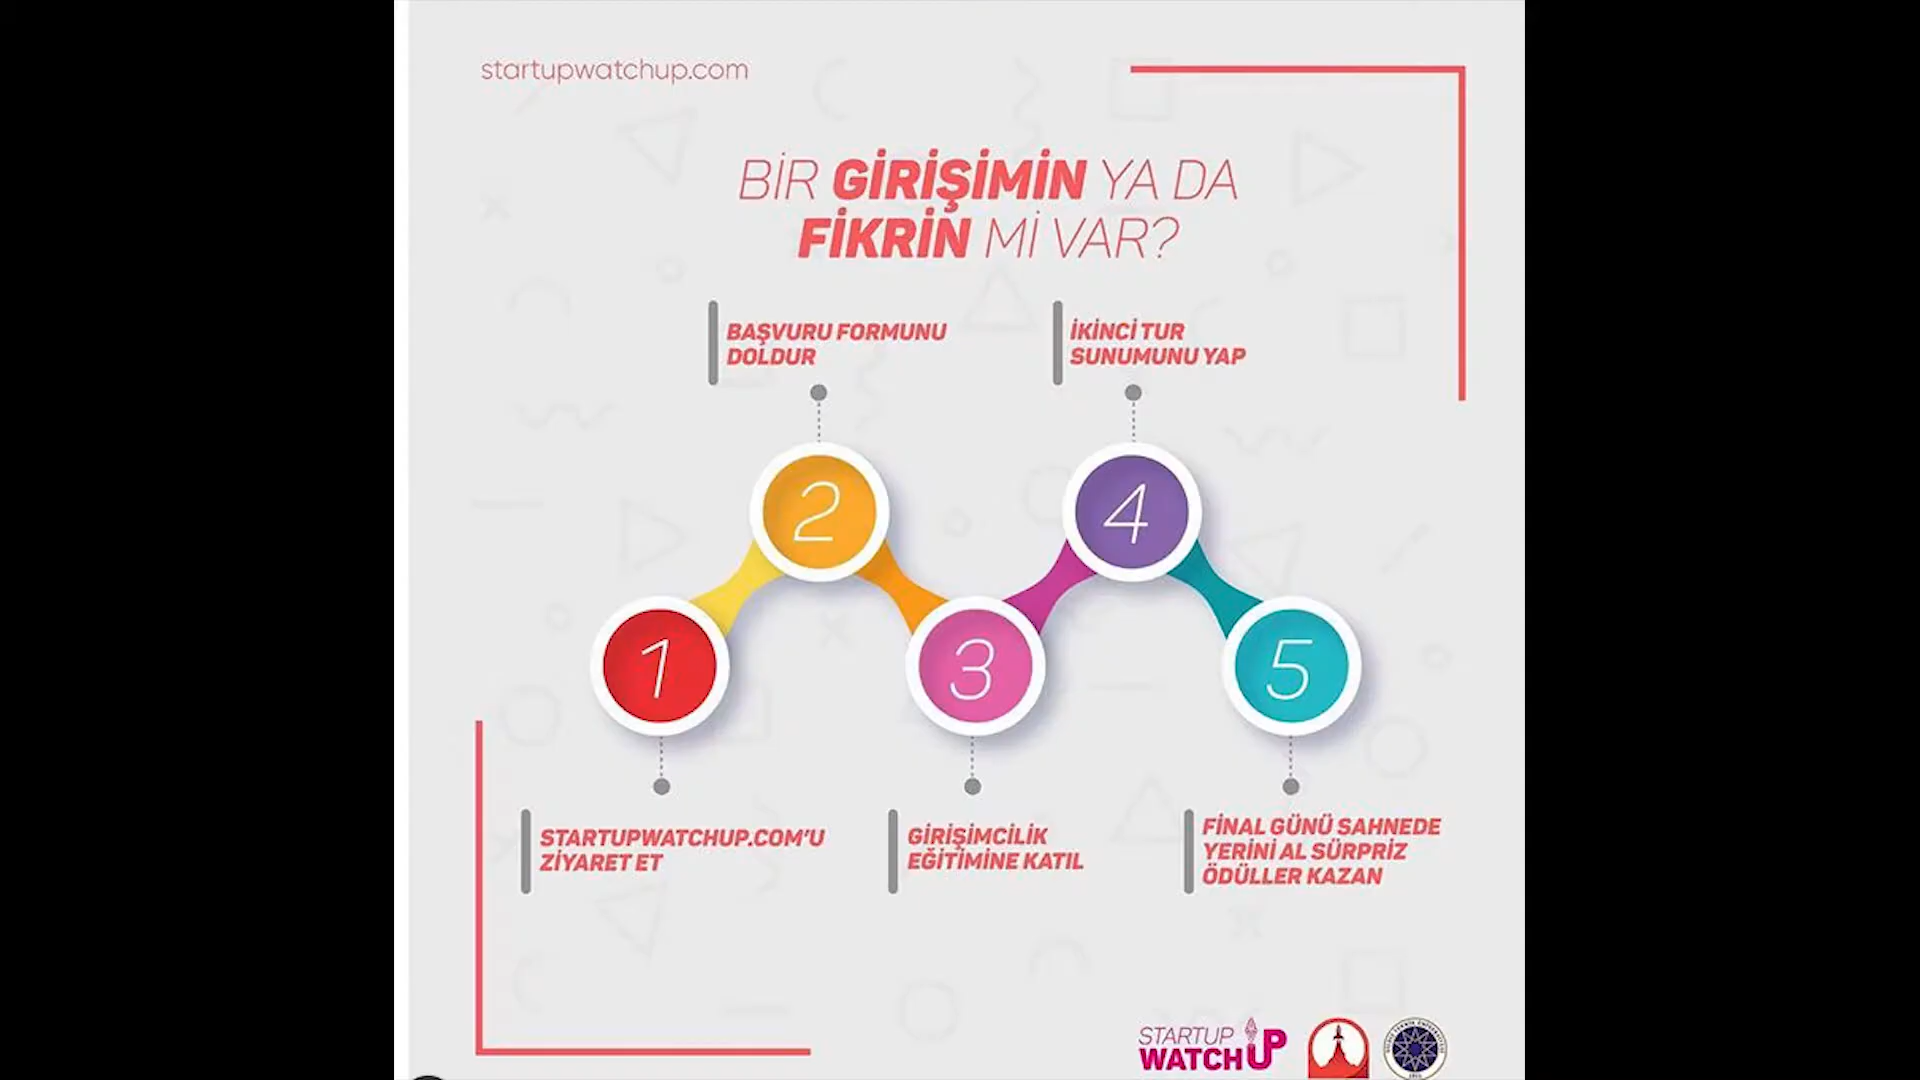 startupwatchup.com
BİR GİRİŞİMİN YA DA
FİKRİN Mİ VAR?
BAŞVURU FORMUNU
DOLDUR
İKİNCİ TUR
SUNUMUNU YAP
2
4
1
3
5
STARTUPWATCHUP.COM'U
ZİYARET ET
GİRİŞİMCİLİK
EĞİTİMİNE KATIL
FİNAL GÜNÜ SAHNEDE
YERİNİ AL SÜRPRİZ
ÖDÜLLER KAZAN
STARTUP
WATCHUP